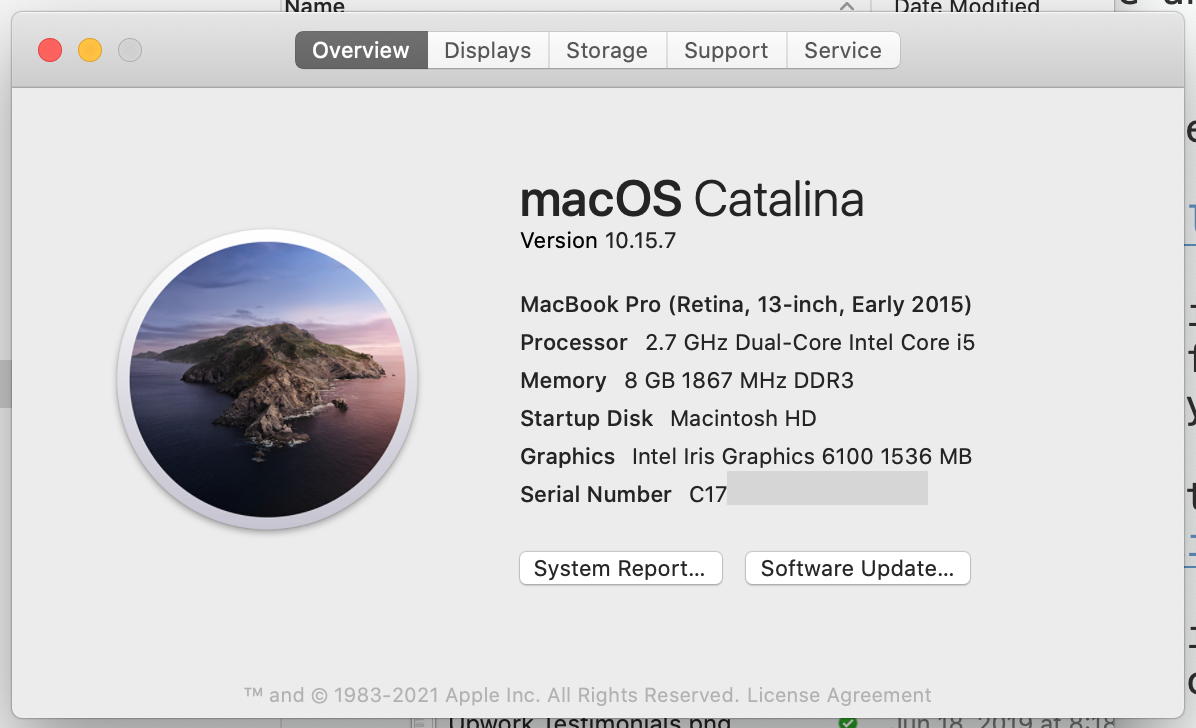 Name
Date Modified
Overview
Displays
Storage
Support
Service
macOS Catalina
Version 10.15.7
MacBook Pro (Retina, 13-inch, Early 2015)
Processor 2.7 GHz Dual-Core Intel Core i5
Memory 8 GB 1867 MHz DDR3
Startup Disk Macintosh HD
Graphics Intel Iris Graphics 6100 1536 MB
Serial Number C17
System Report...
Software Update...
™ and © 1983-2021 Apple Inc. All Rights Reserved. License Agreement
Upwork Testimonials.png
Jun 18, 2019 at 8:18